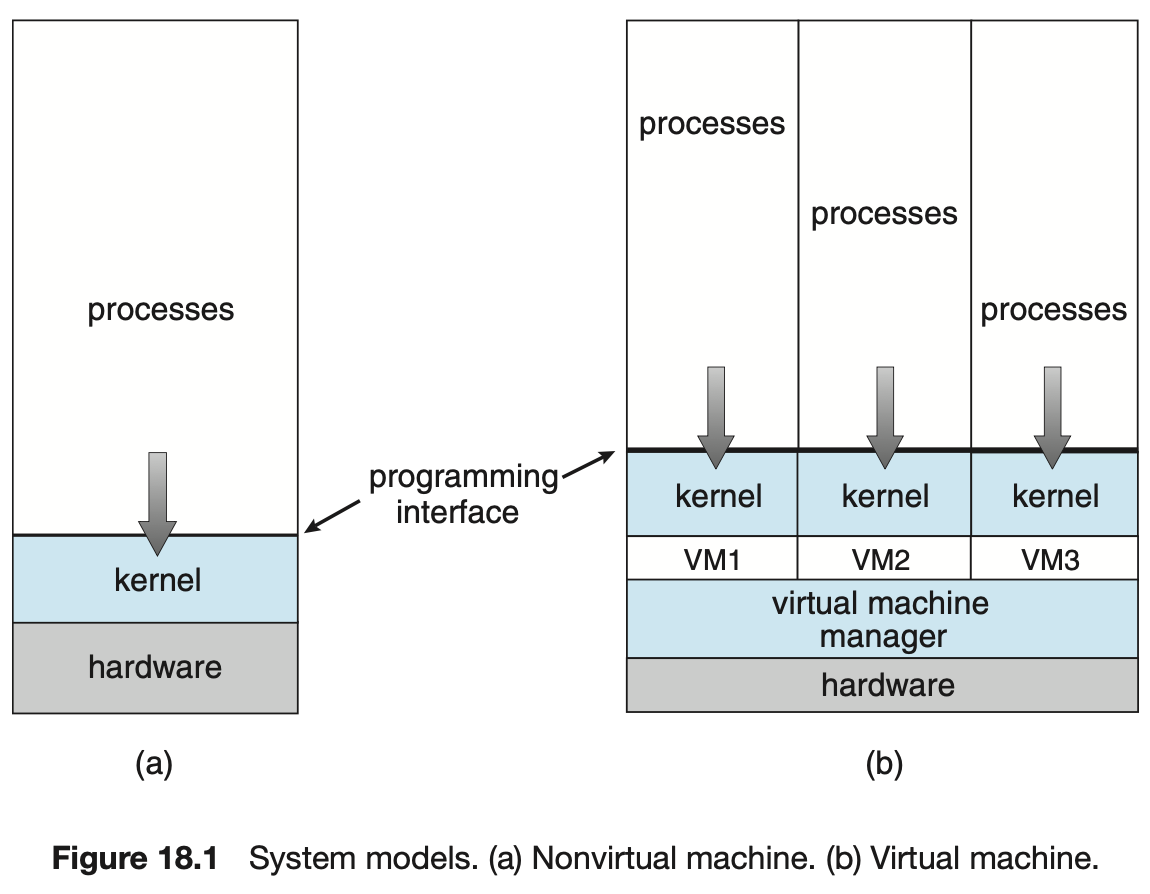 processes
kernel
hardware
(a)
programming
interface
processes
processes
processes
kernel
kernel
kernel
VM1
VM2
VM3
virtual machine
manager
hardware
(b)
Figure 18.1 System models. (a) Nonvirtual machine. (b) Virtual machine.